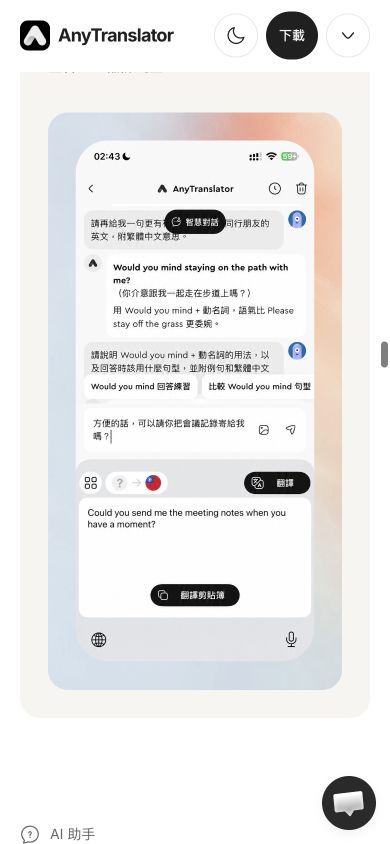 AnyTranslator
下載
02:43
59+
AnyTranslator
智慧對話
請再給我一句更有
同行朋友的
英文，附繁體中文意思。
Would you mind staying on the path with
me?
（你介意跟我一起走在步道上嗎？）
用 Would you mind + 動名詞，語氣比 Please
stay off the grass 更委婉。
請說明 Would you mind + 動名詞的用法，以
及回答時該用什麼句型，並附例句和繁體中文
Would you mind 回答練習
比較 Would you mind 句型
方便的話，可以請你把會議記錄寄給我
嗎？
?
翻譯
Could you send me the meeting notes when you
have a moment?
翻譯剪貼簿
AI 助手